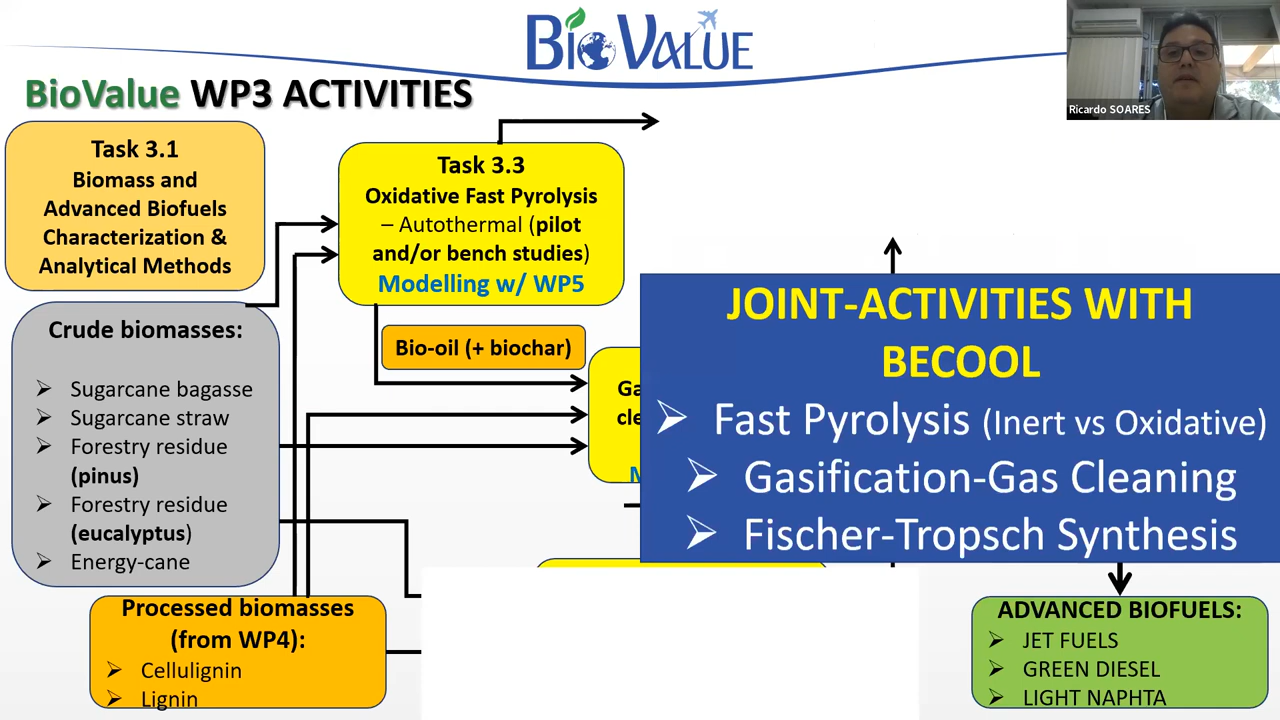 BioVALUE
Ricardo SOARES
BioValue WP3 ACTIVITIES
Task 3.1
Biomass and
Advanced Biofuels
Characterization &
Analytical Methods
Task 3.3
Oxidative Fast Pyrolysis
– Autothermal (pilot
and/or bench studies)
Modelling w/ WP5
Crude biomasses:
➢ Sugarcane bagasse
➢ Sugarcane straw
➢ Forestry residue
(pinus)
➢ Forestry residue
(eucalyptus)
➢ Energy-cane
Bio-oil (+ biochar)
Ga
cle
M
JOINT-ACTIVITIES WITH
BECOOL
➢ Fast Pyrolysis (Inert vs Oxidative)
➢ Gasification-Gas Cleaning
➢ Fischer-Tropsch Synthesis
Processed biomasses
(from WP4):
➢ Cellulignin
➢ Lignin
ADVANCED BIOFUELS:
➢ JET FUELS
➢ GREEN DIESEL
➢ LIGHT NAPHTA